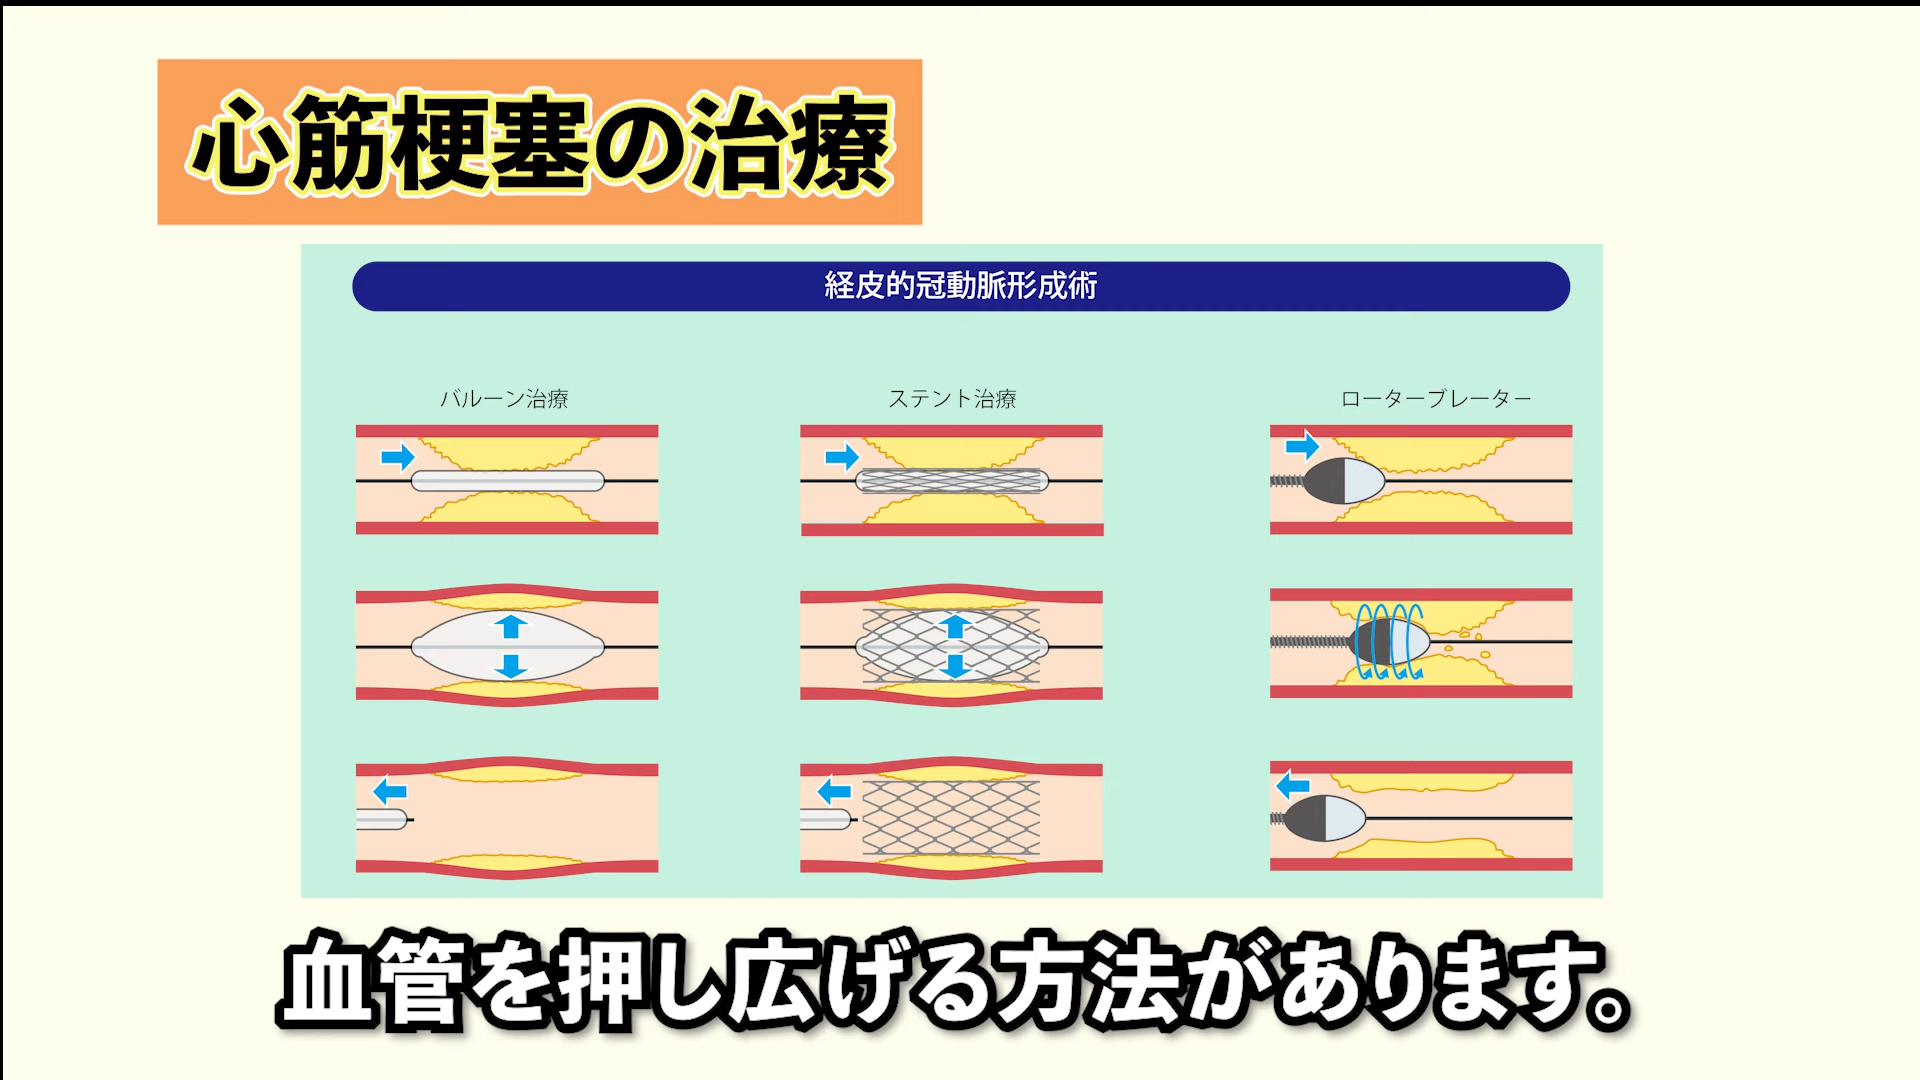 心筋梗塞の治療
経皮的冠動脈形成術
バルーン治療
ステント治療
ローターブレーター
血管を押し広げる方法があります。